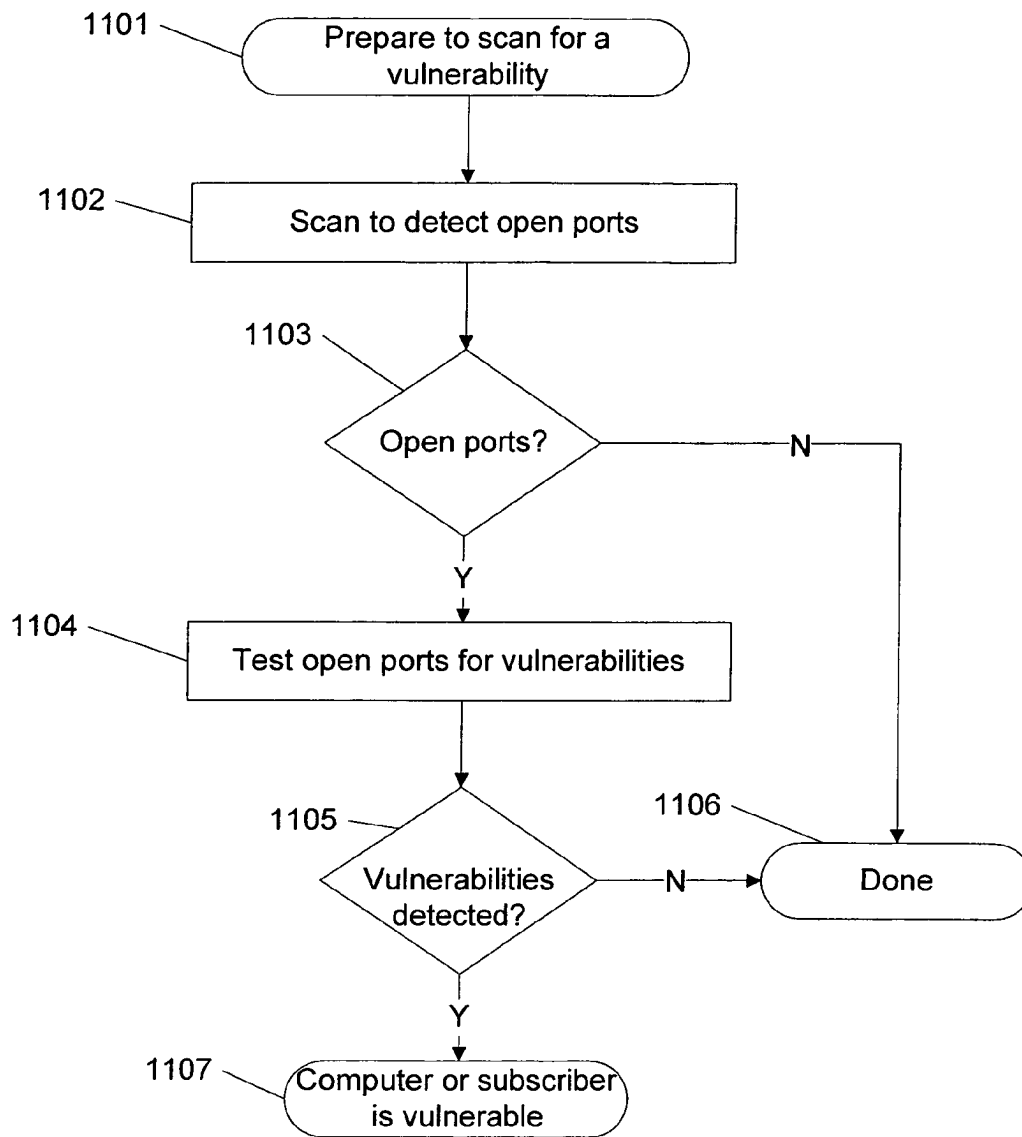 1101
Prepare to scan for a
vulnerability
1102
Scan to detect open ports
1103
Open ports?
N
Y
1104
Test open ports for vulnerabilities
1105
1106
Vulnerabilities
detected?
N
Done
Y
1107
Computer or subscriber
is vulnerable